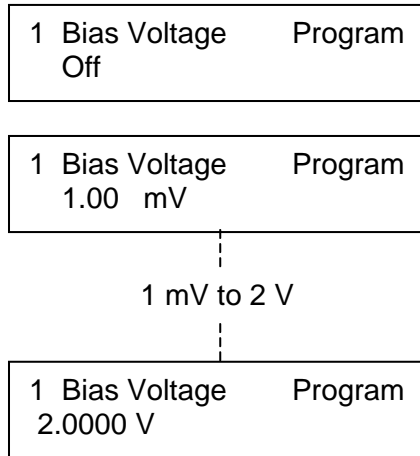 1 Bias Voltage Program
Off
1 Bias Voltage Program
1.00 mV
1 mV to 2 V
1 Bias Voltage Program
2.0000 V